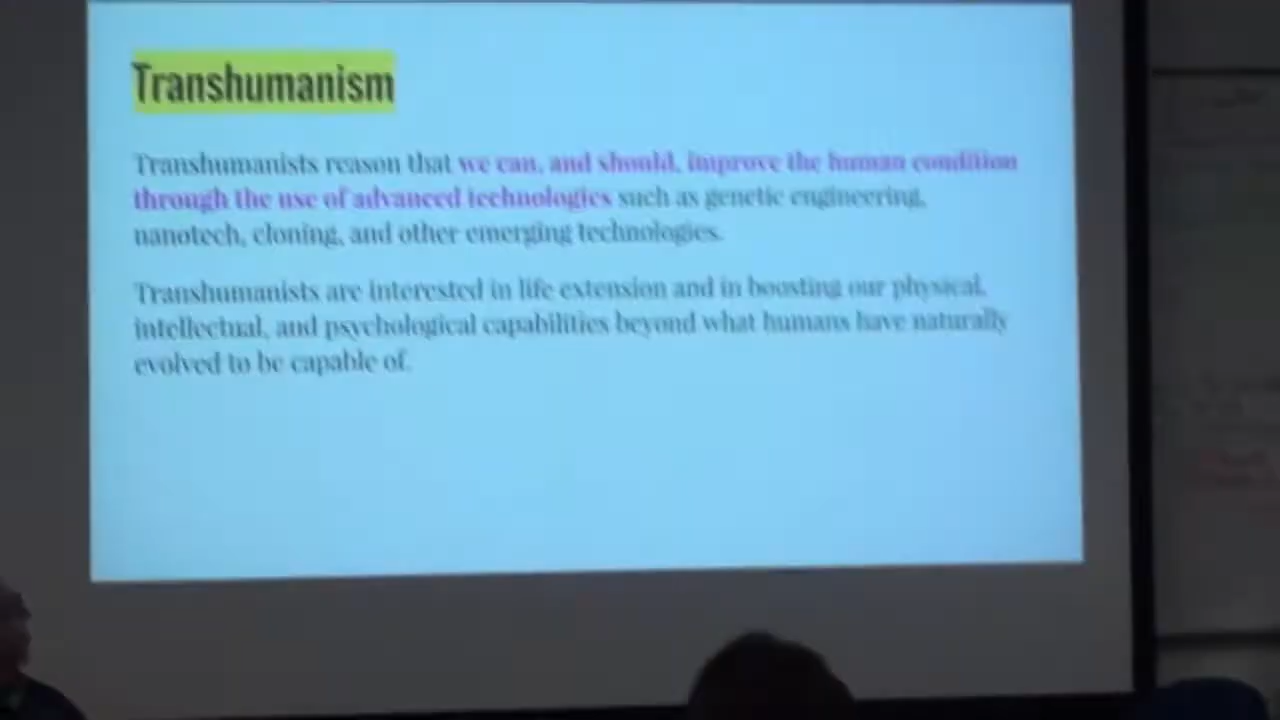 Transhumanism
Transhumanists reason that we can, and should, improve the human condition
through the use of advanced technologies such as genetic engineering,
nanotech, cloning, and other emerging technologies.
Transhumanists are interested in life extension and in boosting our physical,
intellectual, and psychological capabilities beyond what humans have naturally
evolved to be capable of.